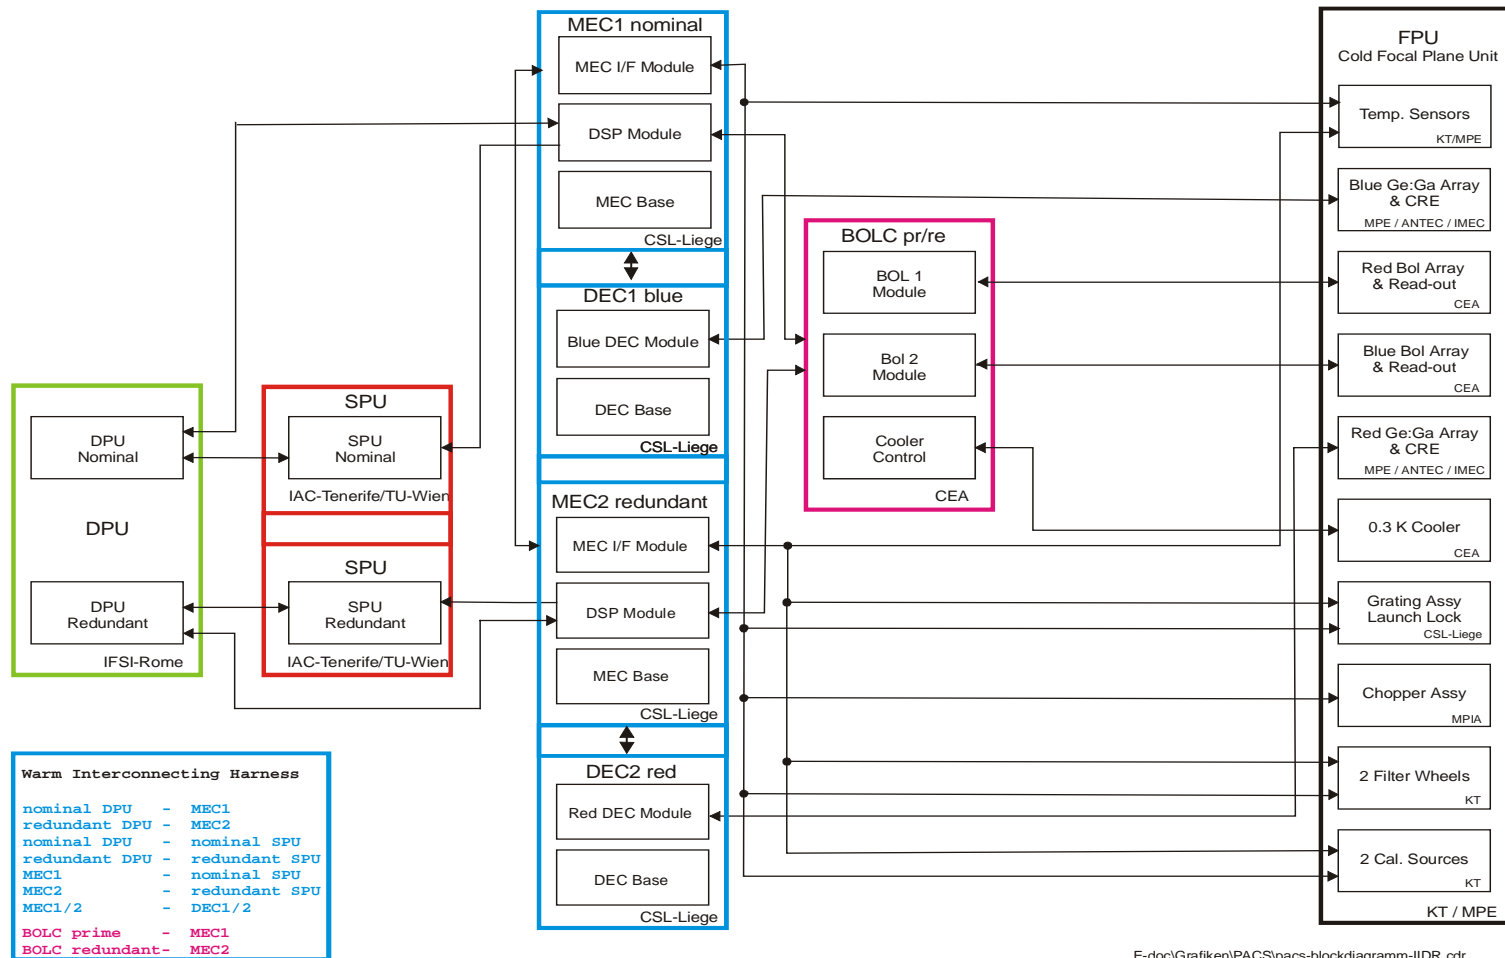 MEC1 nominal
MEC I/F Module
DSP Module
MEC Base
CSL-Liege
DEC1 blue
Blue DEC Module
DEC Base
CSL-Liege
MEC2 redundant
MEC I/F Module
DSP Module
MEC Base
CSL-Liege
DEC2 red
Red DEC Module
DEC Base
CSL-Liege
DPU
Nominal
DPU
DPU
Redundant
IFSI-Rome
SPU
SPU
Nominal
IAC-Tenerife/TU-Wien
SPU
SPU
Redundant
IAC-Tenerife/TU-Wien
BOLC pr/re
BOL 1
Module
Bol 2
Module
Cooler
Control
CEA
FPU
Cold Focal Plane Unit
Temp. Sensors
KT/MPE
Blue Ge:Ga Array
& CRE
MPE / ANTEC / IMEC
Red Bol Array
& Read-out
CEA
Blue Bol Array
& Read-out
CEA
Red Ge:Ga Array
& CRE
MPE / ANTEC / IMEC
0.3 K Cooler
CEA
Grating Assy
Launch Lock
CSL-Liege
Chopper Assy
MPIA
2 Filter Wheels
KT
2 Cal. Sources
KT
KT / MPE
Warm Interconnecting Harness
nominal DPU - MEC1
redundant DPU - MEC2
nominal DPU - nominal SPU
redundant DPU - redundant SPU
MEC1 - nominal SPU
MEC2 - redundant SPU
MEC1/2 - DEC1/2
BOLC prime - MEC1
BOLC redundant- MEC2
E-doc\Grafiken\PACS\pacs-blockdiagramm-IIDR.cdr